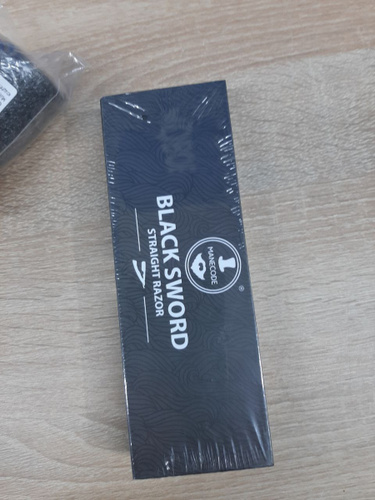 MANECODE
®
BLACK SWORD
STRAIGHT RAZOR